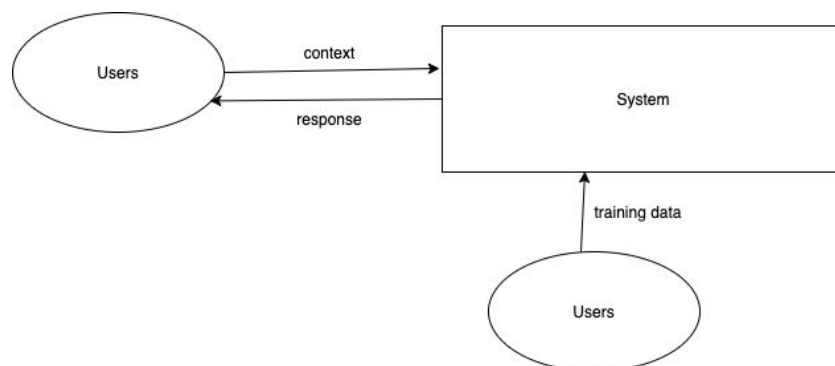 context
Users
System
response
training data
Users